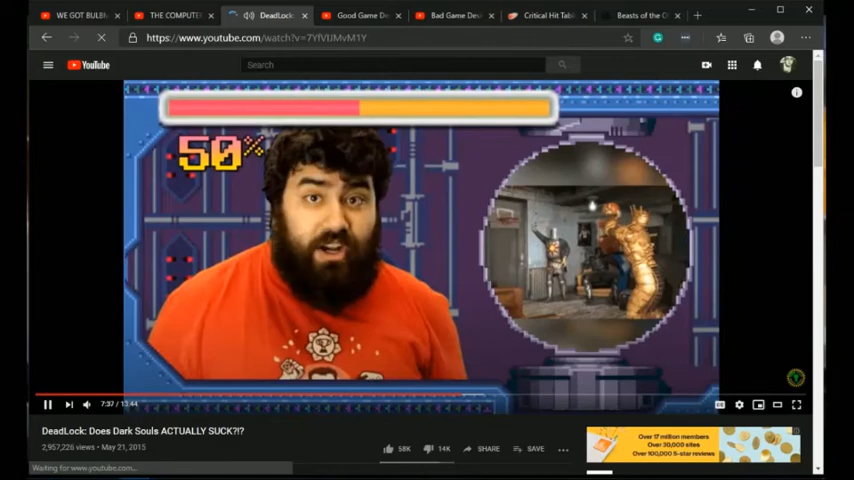 WE GOT BULBM
THE COMPUTER
DeadLock:
Good Game De
Bad Game Desi
Critical Hit Table
Beasts of the O
https://www.youtube.com/watch?v=7YfVIJMvM1Y
YouTube
Search
50%
7:37 / 13:44
DeadLock: Does Dark Souls ACTUALLY SUCK?!?
2,957,226 views • May 21, 2015
58K
14K
SHARE
SAVE
Over 17 million members
Over 30,000 sites
Over 100,000 5-star reviews
Waiting for www.youtube.com...